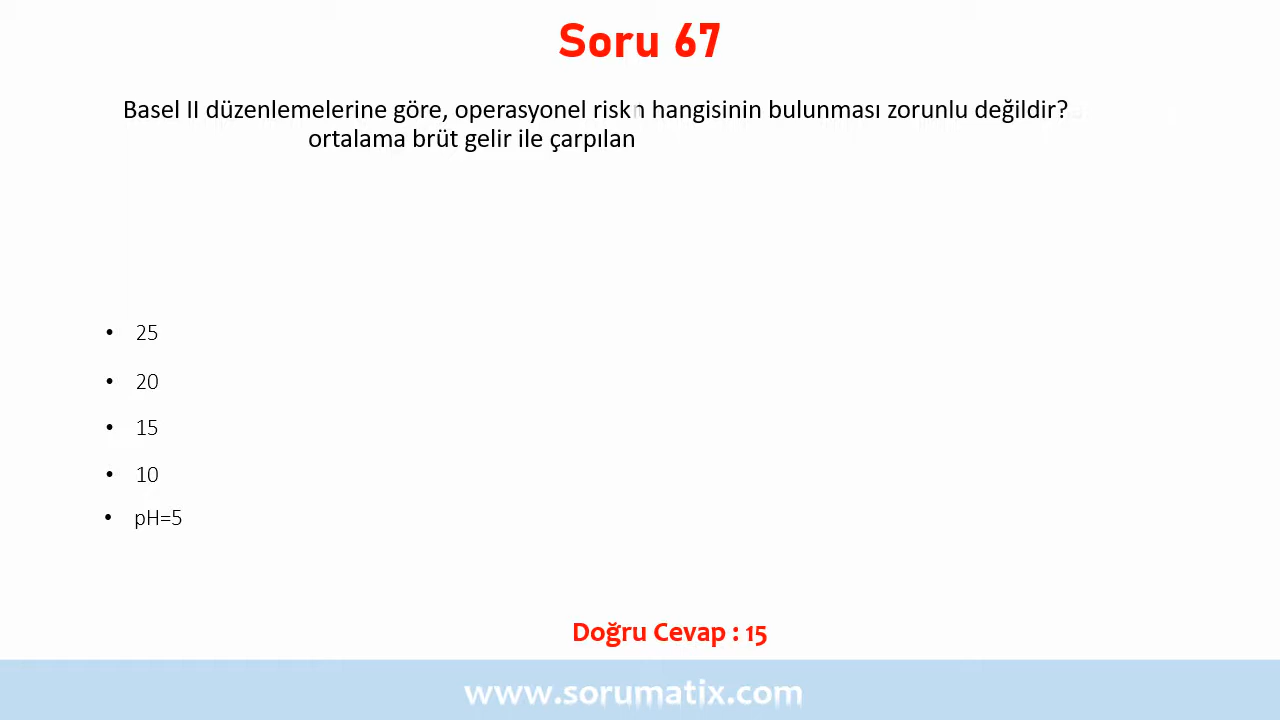 Soru 67
Basel II düzenlemelerine göre, operasyonel risk hangisinin bulunması zorunlu değildir?
ortalama brüt gelir ile çarpılan
• 25
• 20
• 15
• 10
• pH=5
Doğru Cevap : 15
www.sorumatix.com